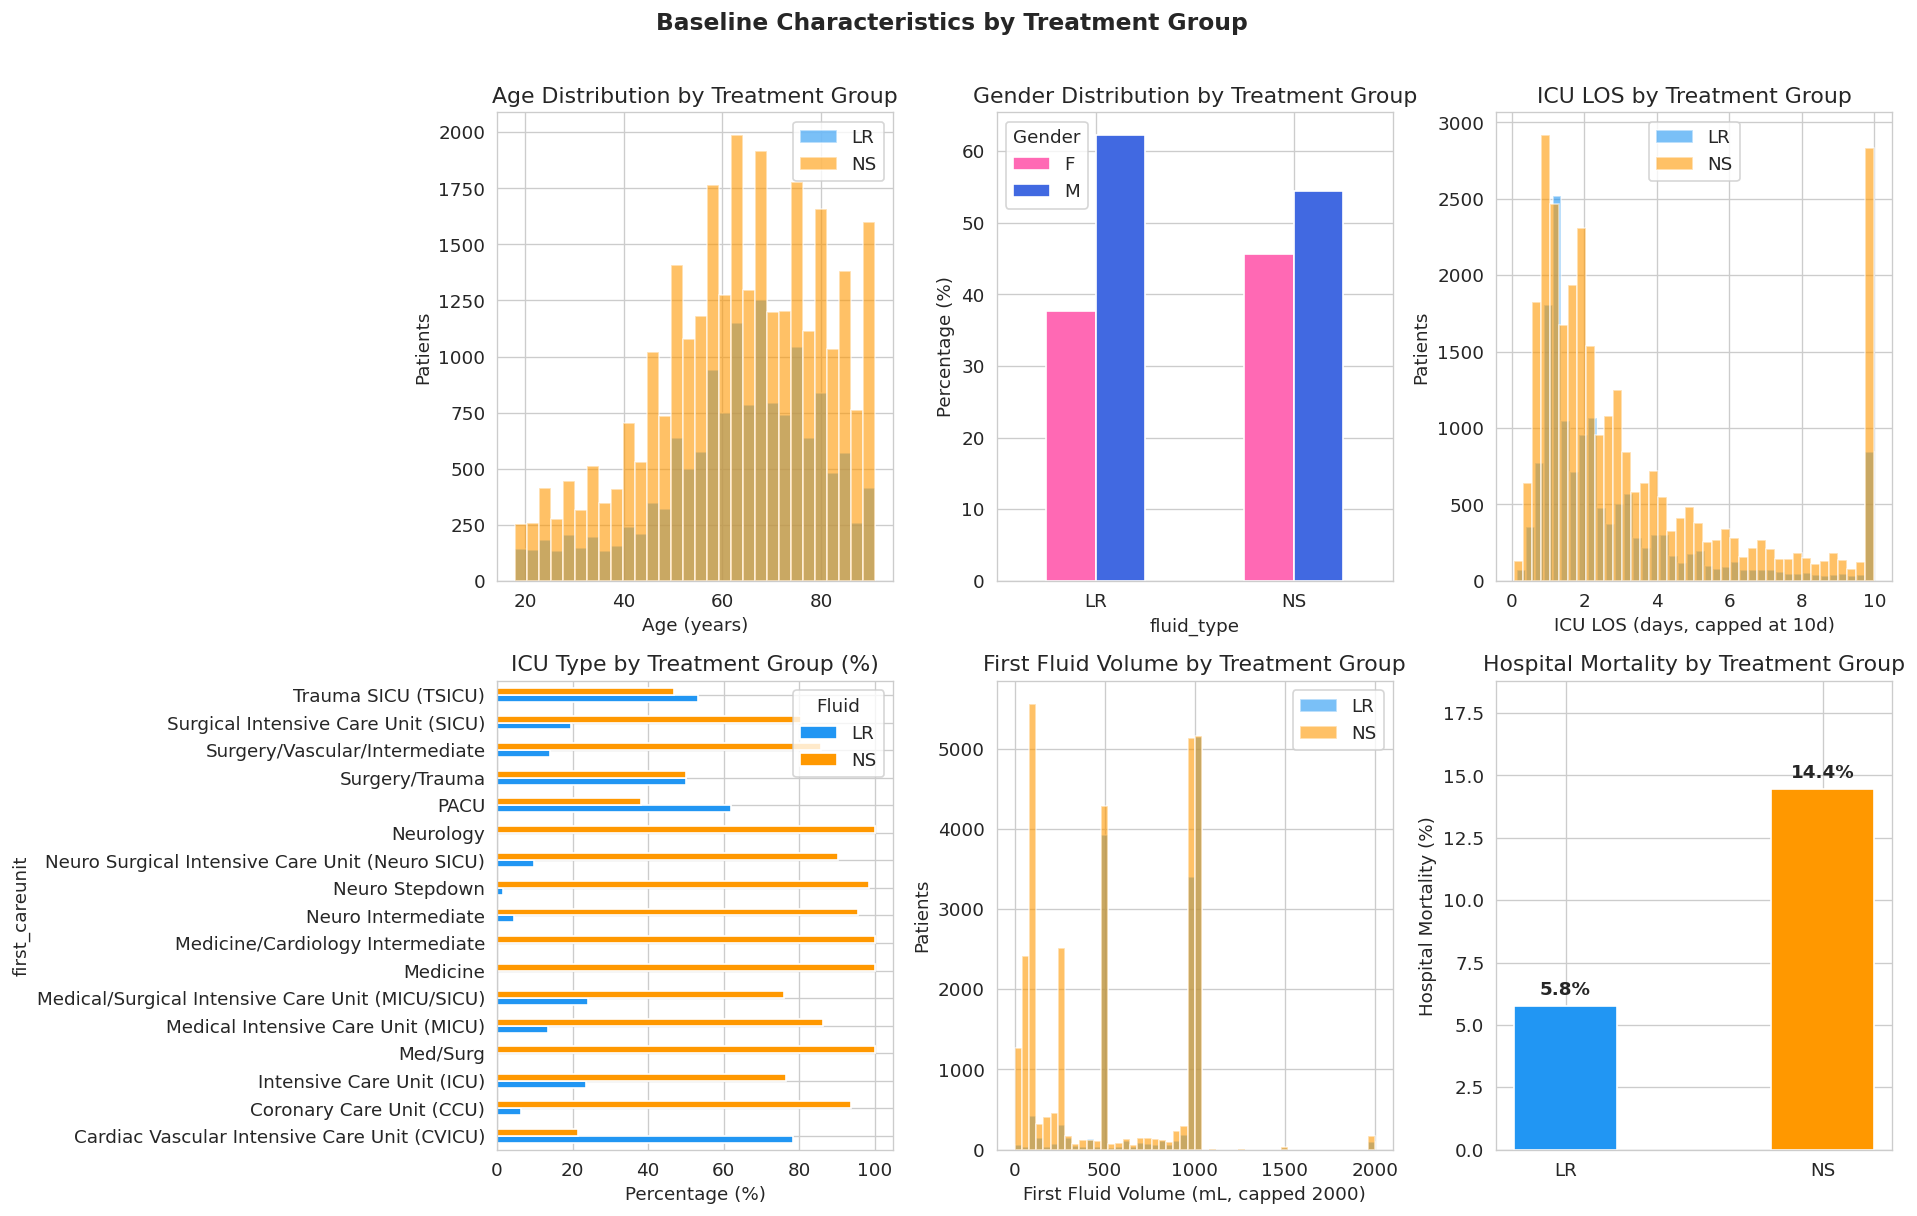 Baseline Characteristics by Treatment Group
Age Distribution by Treatment Group
LR
NS
2000
1750
1500
1250
1000
750
500
250
0
Patients
20 40 60 80
Age (years)
Gender Distribution by Treatment Group
Gender
F
M
60
50
40
30
20
10
0
Percentage (%)
LR NS
fluid_type
ICU LOS by Treatment Group
LR
NS
3000
2500
2000
1500
1000
500
0
Patients
0 2 4 6 8 10
ICU LOS (days, capped at 10d)
ICU Type by Treatment Group (%)
Fluid
LR
NS
first_careunit
Trauma SICU (TSICU)
Surgical Intensive Care Unit (SICU)
Surgery/Vascular/Intermediate
Surgery/Trauma
PACU
Neurology
Neuro Surgical Intensive Care Unit (Neuro SICU)
Neuro Stepdown
Neuro Intermediate
Medicine/Cardiology Intermediate
Medicine
Medical/Surgical Intensive Care Unit (MICU/SICU)
Medical Intensive Care Unit (MICU)
Med/Surg
Intensive Care Unit (ICU)
Coronary Care Unit (CCU)
Cardiac Vascular Intensive Care Unit (CVICU)
0 20 40 60 80 100
Percentage (%)
First Fluid Volume by Treatment Group
LR
NS
5000
4000
3000
2000
1000
0
Patients
0 500 1000 1500 2000
First Fluid Volume (mL, capped 2000)
Hospital Mortality by Treatment Group
17.5
15.0
12.5
10.0
7.5
5.0
2.5
0.0
Hospital Mortality (%)
14.4%
5.8%
LR NS